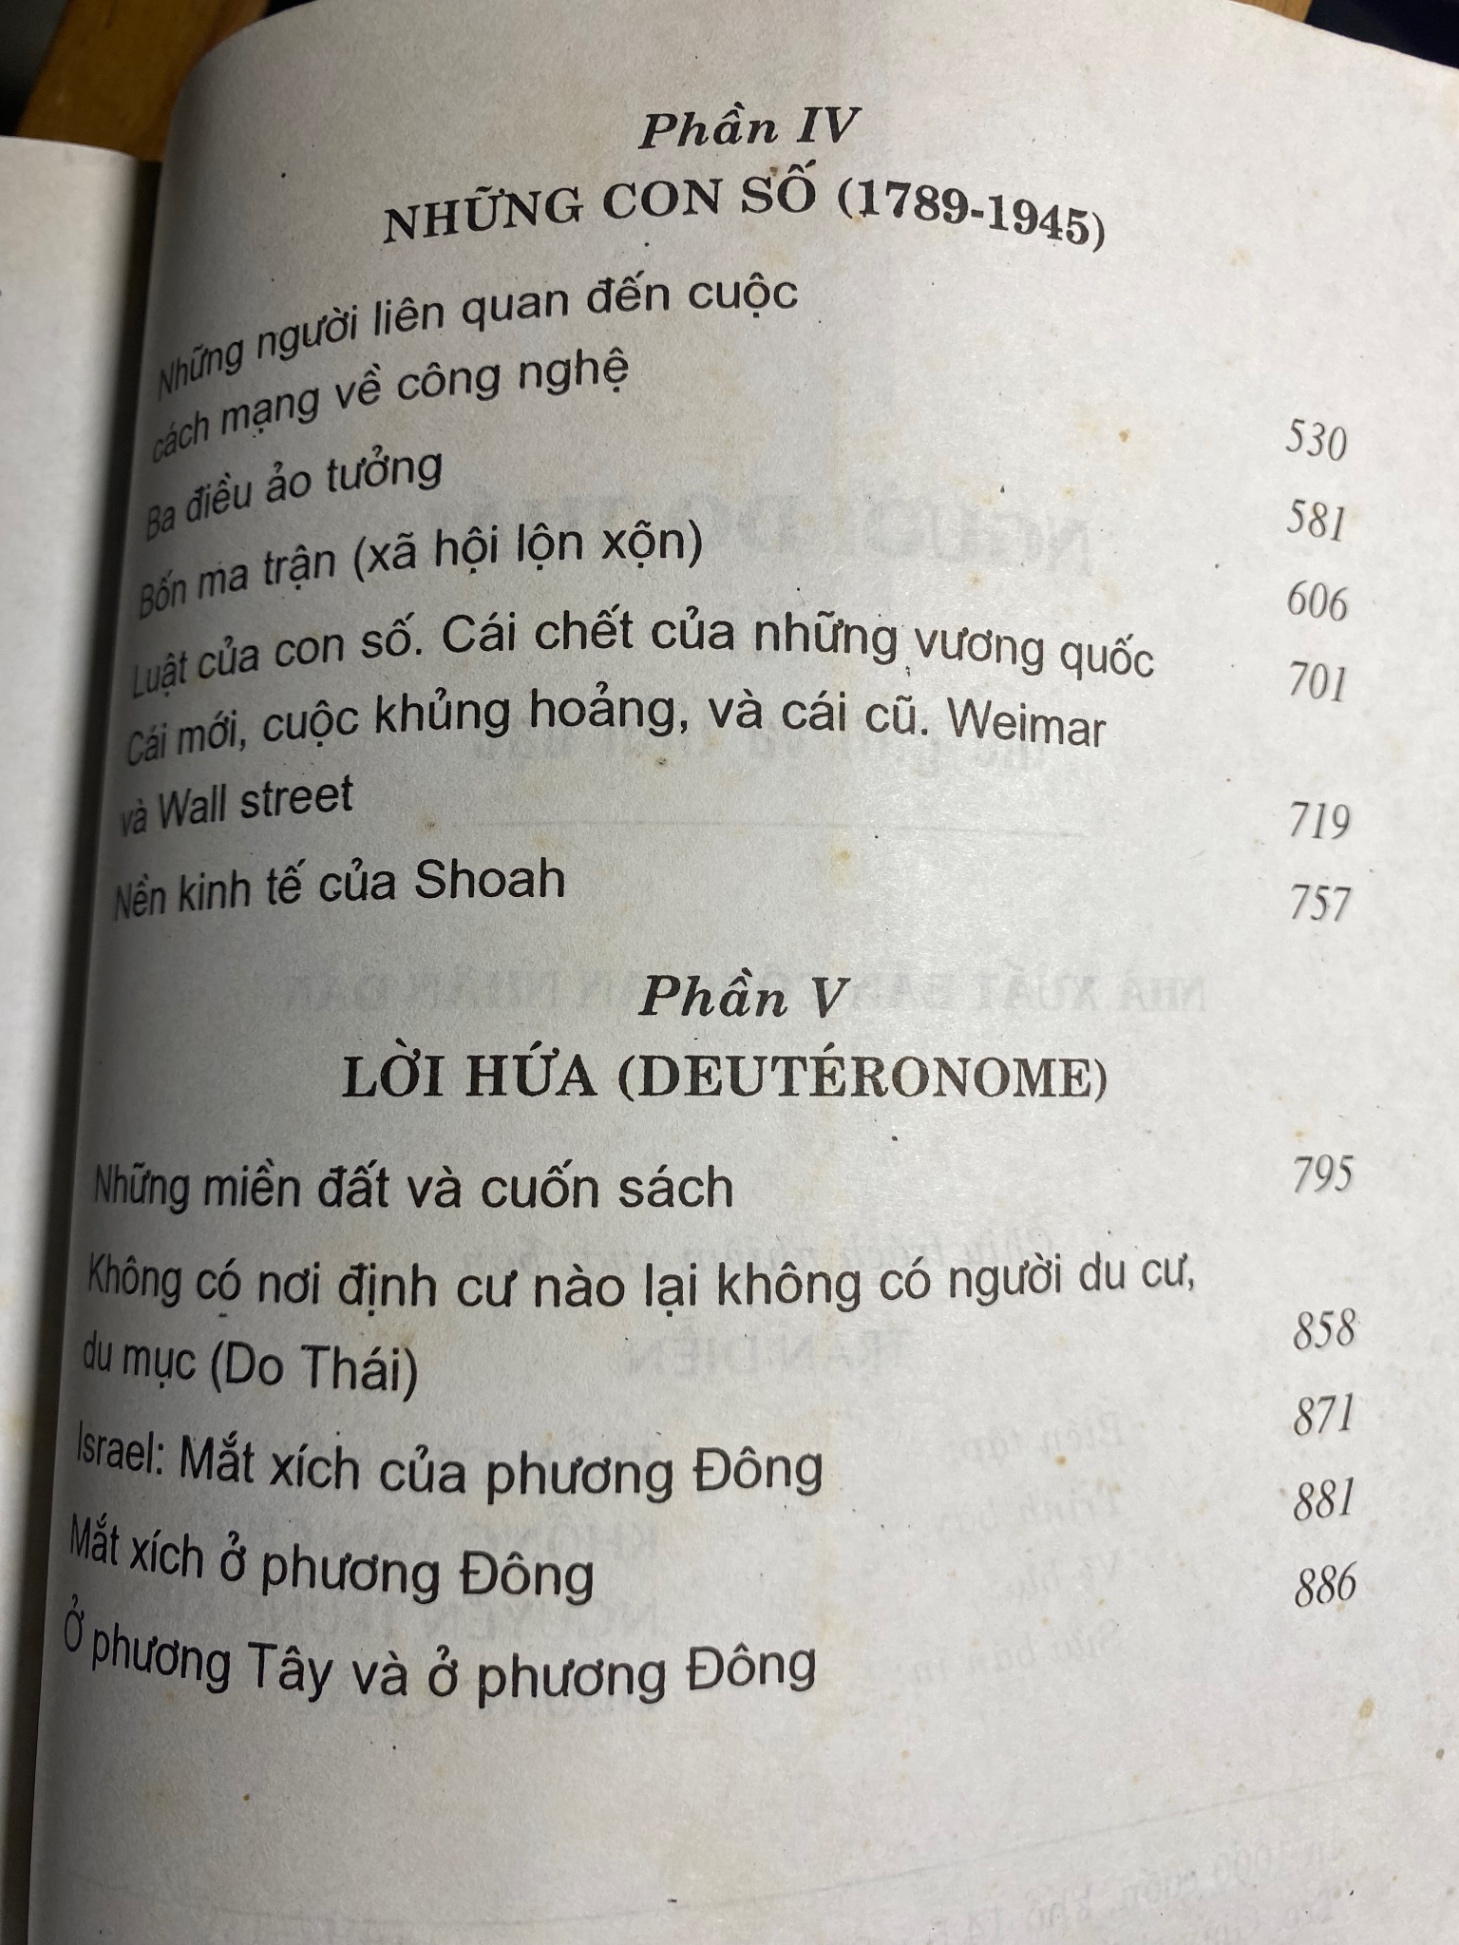 Phần IV
NHỮNG CON SỐ (1789-1945)
Những người liên quan đến cuộc
cách mạng về công nghệ 530
Ba điều ảo tưởng 581
Bốn ma trận (xã hội lộn xộn) 606
Luật của con số. Cái chết của những vương quốc 701
Cái mới, cuộc khủng hoảng, và cái cũ. Weimar
và Wall street 719
Nền kinh tế của Shoah 757
Phần V
LỜI HỨA (DEUTÉRONOME)
Những miền đất và cuốn sách 795
Không có nơi định cư nào lại không có người du cư,
du mục (Do Thái) 858
Israel: Mắt xích của phương Đông 871
Mắt xích ở phương Đông 881
Ở phương Tây và ở phương Đông 886